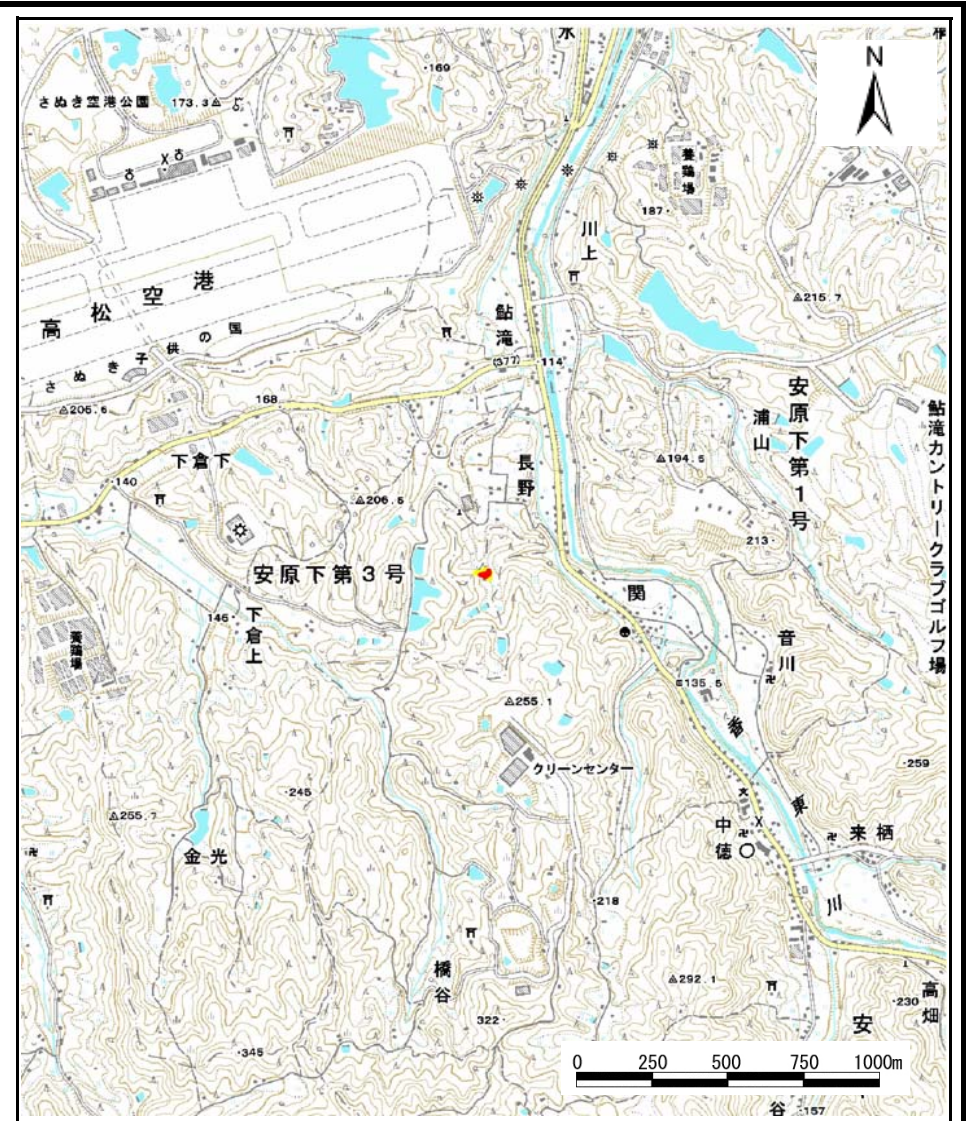 N
さぬき空港公園
173.3
169
養鶏場
187
川上
215.7
高松空港
さぬき子供の国
鮎滝
(377)
114
205.6
168
安原下第1号
浦山
鮎滝カントリークラブゴルフ場
194.5
長野
下倉下
140
206.6
213
安原下第3号
関
146
下倉上
音川
養鶏場
135.5
255.1
香東川
クリーンセンター
259
245
255.7
中徳
来栖
金光
218
橋谷
292.1
230
高畑
322
安
345
谷
157
0 250 500 750 1000m